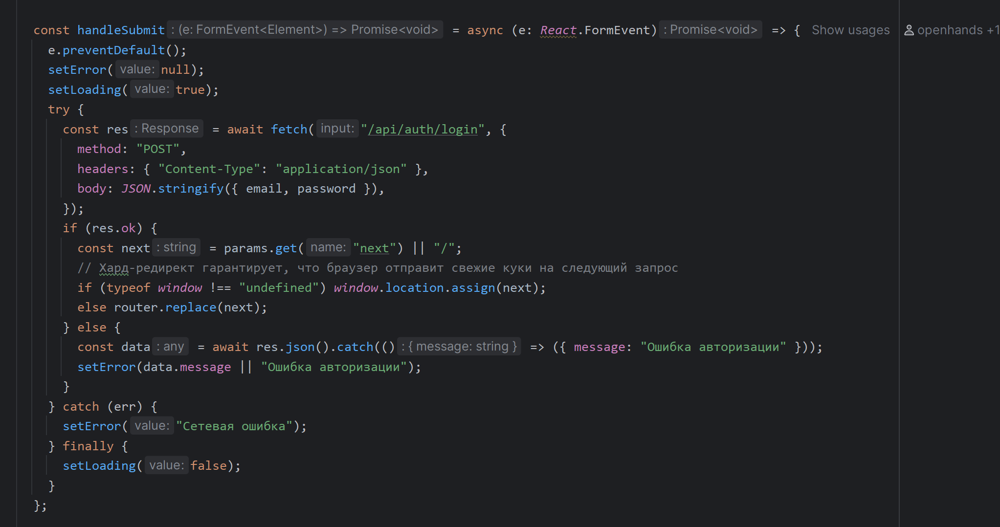 const handleSubmit : (e: FormEvent<Element>) => Promise<void> = async (e: React.FormEvent) : Promise<void> => { Show usages openhands +1
e.preventDefault();
setError( value: null);
setLoading( value: true);
try {
const res : Response = await fetch( input: "/api/auth/login", {
method: "POST",
headers: { "Content-Type": "application/json" },
body: JSON.stringify({ email, password }),
});
if (res.ok) {
const next : string = params.get( name: "next") || "/";
// Хард-редирект гарантирует, что браузер отправит свежие куки на следующий запрос
if (typeof window !== "undefined") window.location.assign(next);
else router.replace(next);
} else {
const data : any = await res.json().catch(() : { message: string } => ({ message: "Ошибка авторизации" }));
setError(data.message || "Ошибка авторизации");
}
} catch (err) {
setError( value: "Сетевая ошибка");
} finally {
setLoading( value: false);
}
};